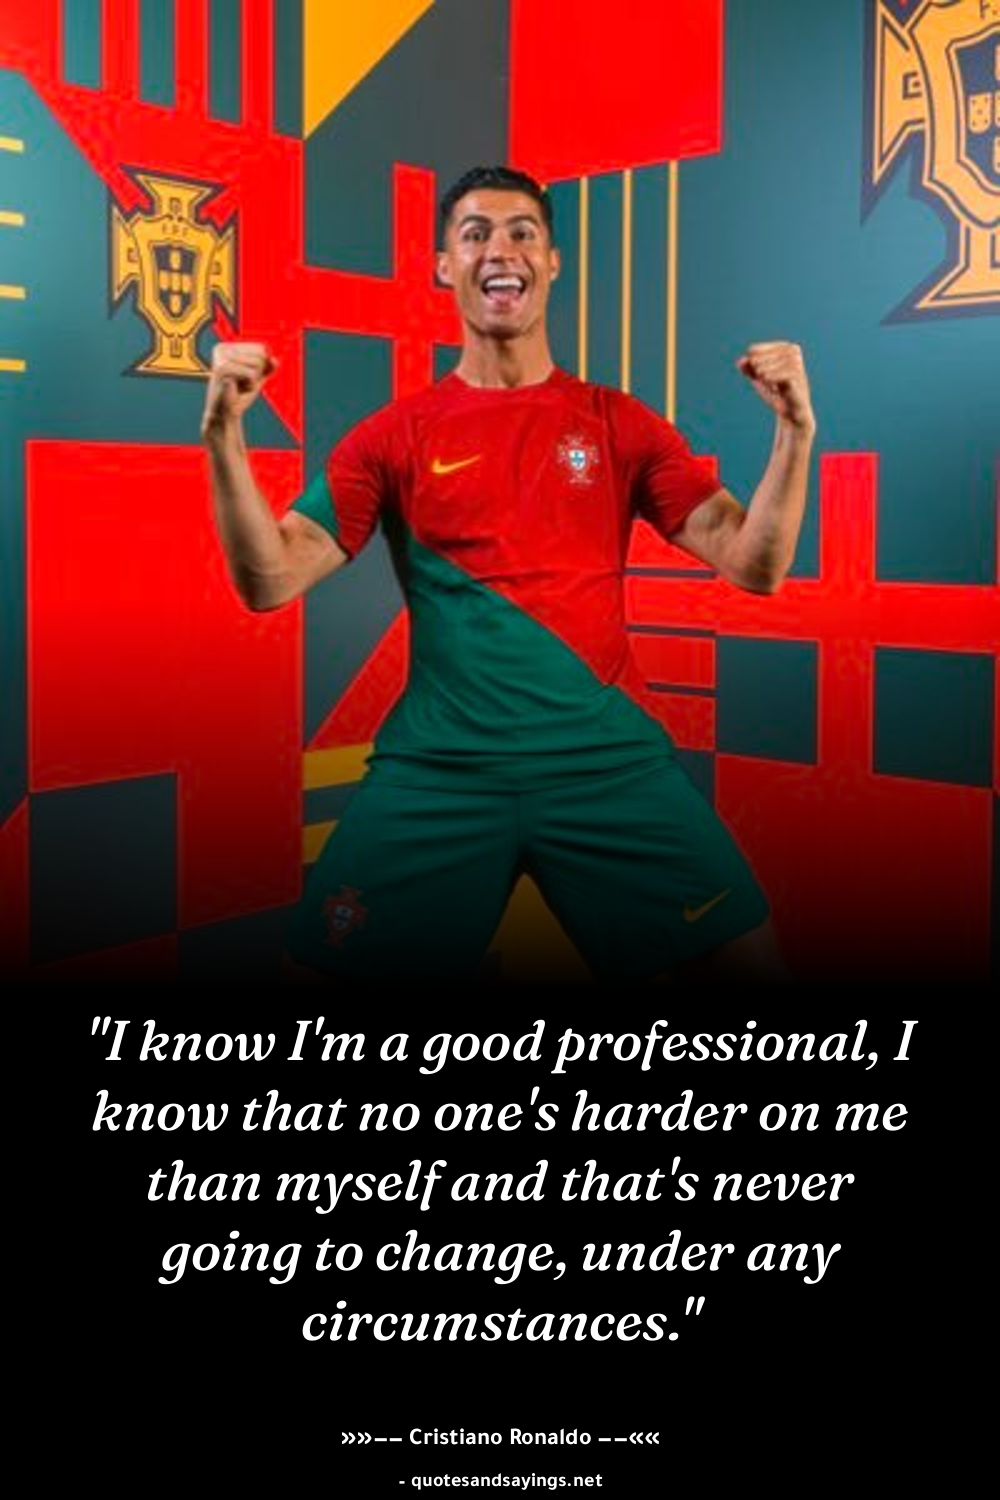 "I know I'm a good professional, I
know that no one's harder on me
than myself and that's never
going to change, under any
circumstances."
»»–– Cristiano Ronaldo ––««
- quotesandsayings.net